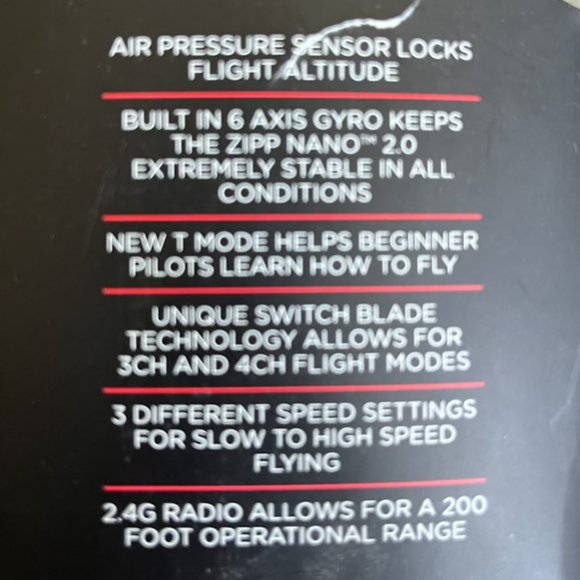 AIR PRESSURE SENSOR LOCKS
FLIGHT ALTITUDE
BUILT IN 6 AXIS GYRO KEEPS
THE ZIPP NANO™ 2.0
EXTREMELY STABLE IN ALL
CONDITIONS
NEW T MODE HELPS BEGINNER
PILOTS LEARN HOW TO FLY
UNIQUE SWITCH BLADE
TECHNOLOGY ALLOWS FOR
3CH AND 4CH FLIGHT MODES
3 DIFFERENT SPEED SETTINGS
FOR SLOW TO HIGH SPEED
FLYING
2.4G RADIO ALLOWS FOR A 200
FOOT OPERATIONAL RANGE